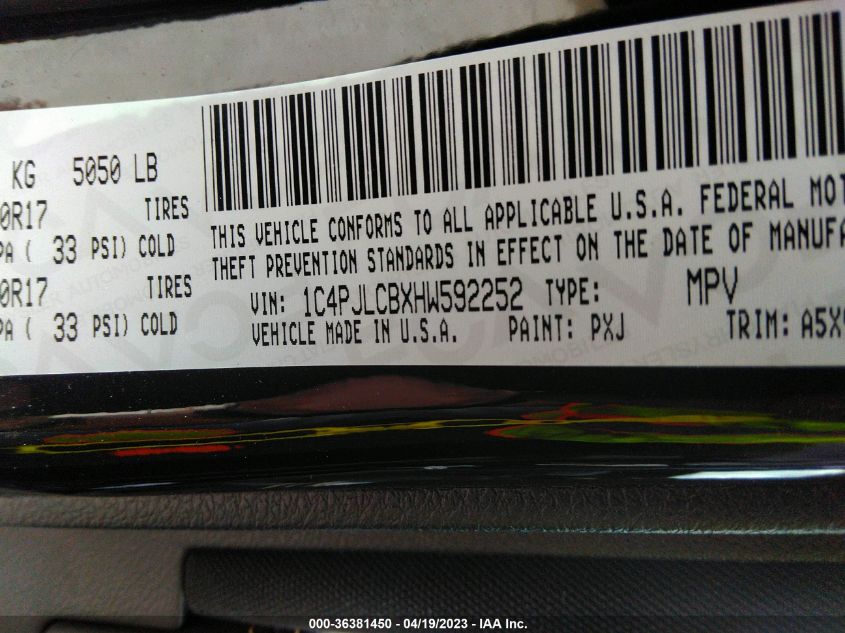 KG 5050 LB
0R17 TIRES
PA ( 33 PSI) COLD
0R17 TIRES
PA ( 33 PSI) COLD
THIS VEHICLE CONFORMS TO ALL APPLICABLE U.S.A. FEDERAL MOT
THEFT PREVENTION STANDARDS IN EFFECT ON THE DATE OF MANUFA
VIN: 1C4PJLCBXHW592252 TYPE: MPV
VEHICLE MADE IN U.S.A. PAINT: PXJ TRIM: A5X9
000-36381450 - 04/19/2023 - IAA Inc.